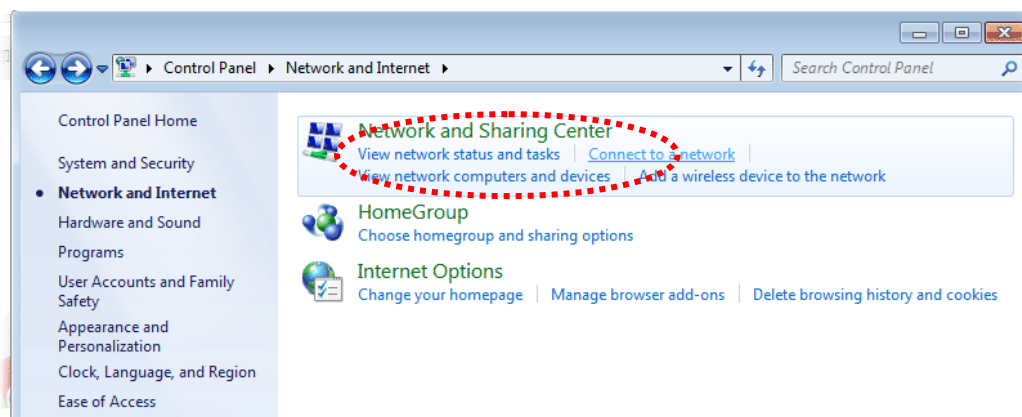 Control Panel Network and Internet Search Control Panel
Control Panel Home
System and Security
Network and Internet
Hardware and Sound
Programs
User Accounts and Family
Safety
Appearance and
Personalization
Clock, Language, and Region
Ease of Access
Network and Sharing Center
View network status and tasks Connect to a network
View network computers and devices Add a wireless device to the network
HomeGroup
Choose homegroup and sharing options
Internet Options
Change your homepage Manage browser add-ons Delete browsing history and cookies